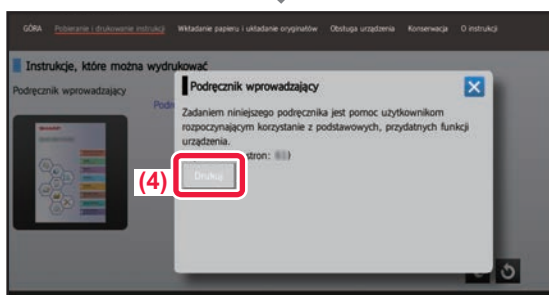 GÓRA Pobieranie i drukowanie instrukcji Wkładanie papieru i układanie oryginałów Obsługa urządzenia Konserwacja O instrukcji
Instrukcje, które można wydrukować
Podręcznik wprowadzający
Podr
Podręcznik wprowadzający
Zadaniem niniejszego podręcznika jest pomoc użytkownikom
rozpoczynającym korzystanie z podstawowych, przydatnych funkcji
urządzenia.
stron:
(4)
Drukuj